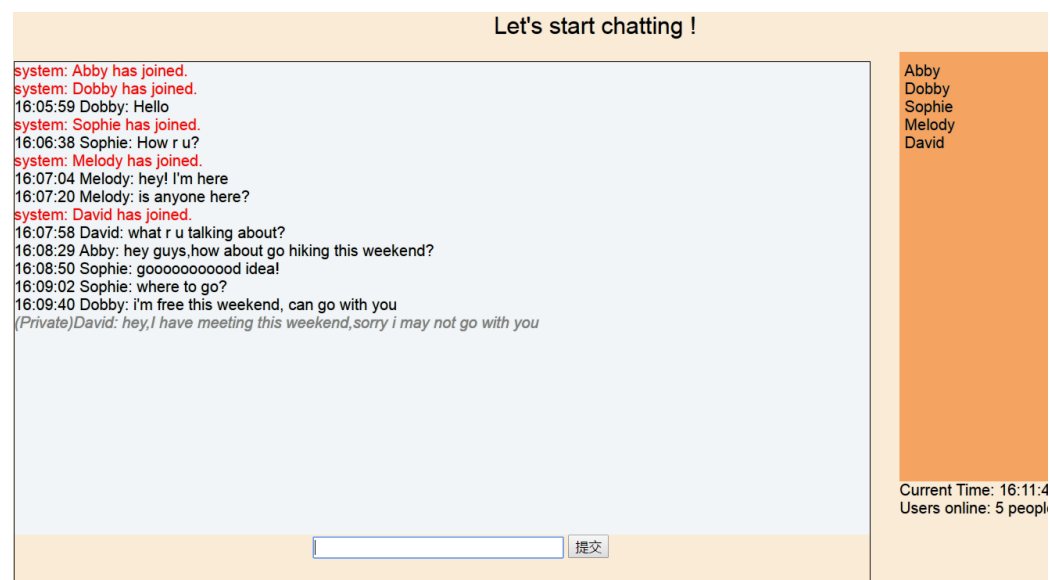 Let's start chatting !
system: Abby has joined.
system: Dobby has joined.
16:05:59 Dobby: Hello
system: Sophie has joined.
16:06:38 Sophie: How r u?
system: Melody has joined.
16:07:04 Melody: hey! I'm here
16:07:20 Melody: is anyone here?
system: David has joined.
16:07:58 David: what r u talking about?
16:08:29 Abby: hey guys,how about go hiking this weekend?
16:08:50 Sophie: gooooooooood idea!
16:09:02 Sophie: where to go?
16:09:40 Dobby: i'm free this weekend, can go with you
(Private)David: hey,I have meeting this weekend,sorry i may not go with you
提交
Abby
Dobby
Sophie
Melody
David
Current Time: 16:11:4
Users online: 5 people